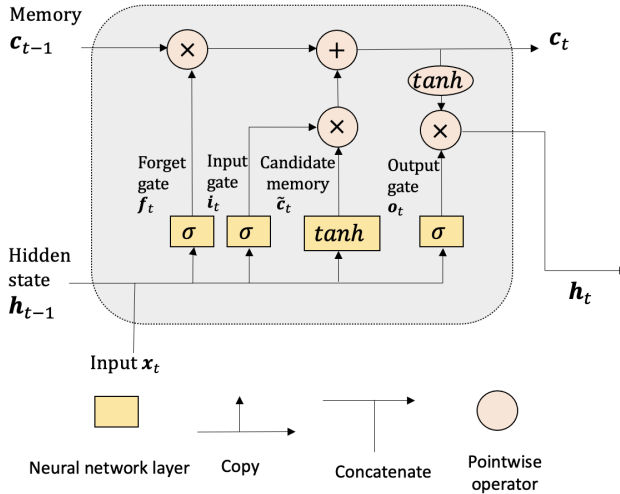 Memory
c_{t−1}
×
+
c_t
tanh
×
×
Forget
gate
f_t
Input
gate
i_t
Candidate
memory
c̃_t
Output
gate
o_t
σ
σ
tanh
σ
Hidden
state
h_{t−1}
h_t
Input x_t
Neural network layer
Copy
Concatenate
Pointwise
operator